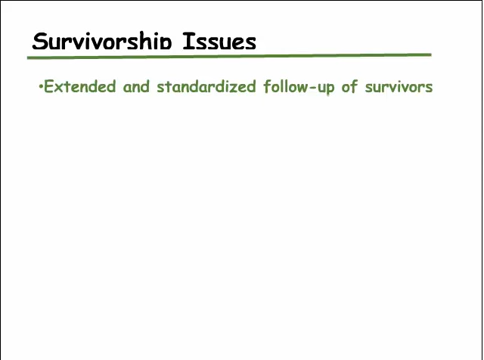 Survivorship Issues
•Extended and standardized follow-up of survivors